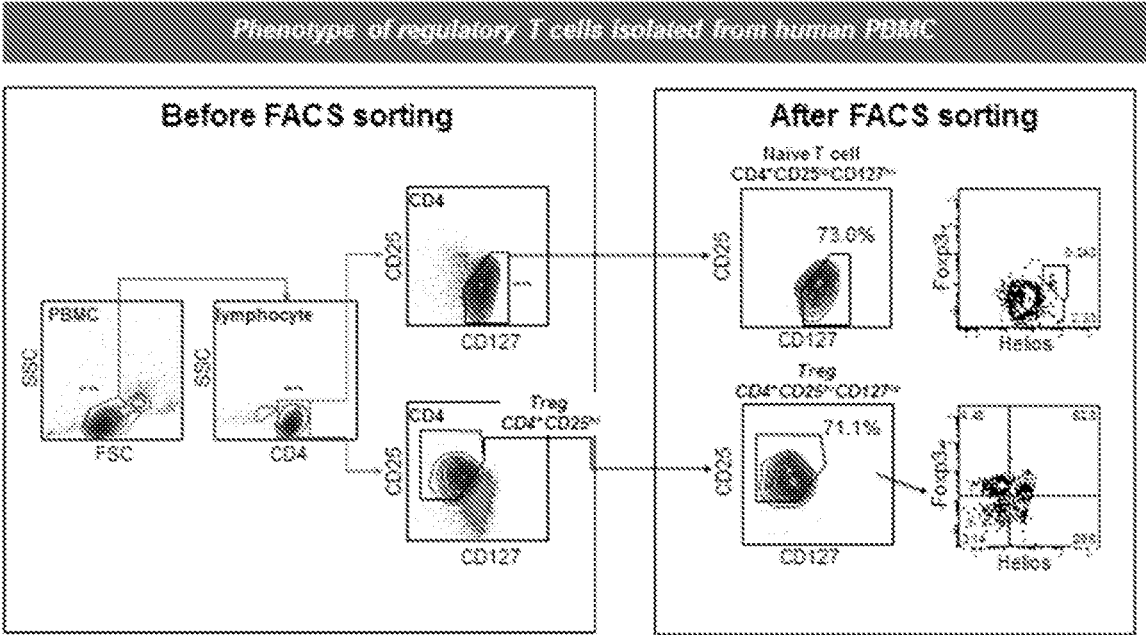 Phenotype of regulatory T cells isolated from human PBMC
Before FACS sorting
PBMC
SSC
FSC
lymphocyte
SSC
CD4
CD4
CD25
CD127
CD4
CD25
CD127
Treg
After FACS sorting
Naive T cell
CD25
73.0%
CD127
Foxp3
Helios
Treg
CD25
71.1%
CD127
Foxp3
Helios